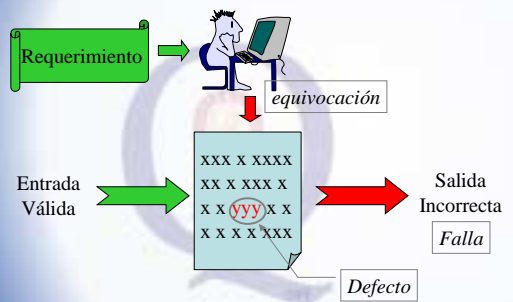 Requerimiento
equivocación
xxx x xxxx
xx x xxx x
x x yyy x x
x x x x xxx
Entrada
Válida
Salida
Incorrecta
Falla
Defecto